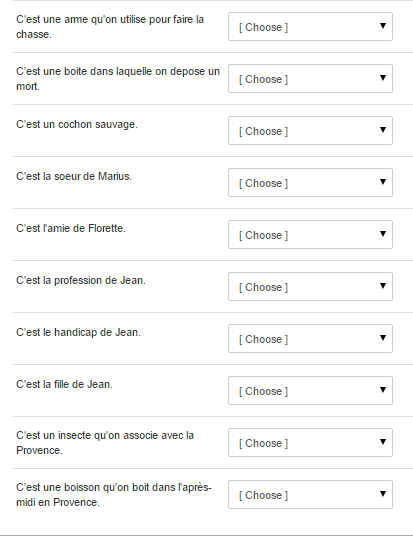 C'est une arme qu'on utilise pour faire la
chasse.
[ Choose ]
C'est une boite dans laquelle on depose un
mort.
[ Choose ]
C'est un cochon sauvage.
[ Choose ]
C'est la soeur de Marius.
[ Choose ]
C'est l'amie de Florette.
[ Choose ]
C'est la profession de Jean.
[ Choose ]
C'est le handicap de Jean.
[ Choose ]
C'est la fille de Jean.
[ Choose ]
C'est un insecte qu'on associe avec la
Provence.
[ Choose ]
C'est une boisson qu'on boit dans l'après-
midi en Provence.
[ Choose ]